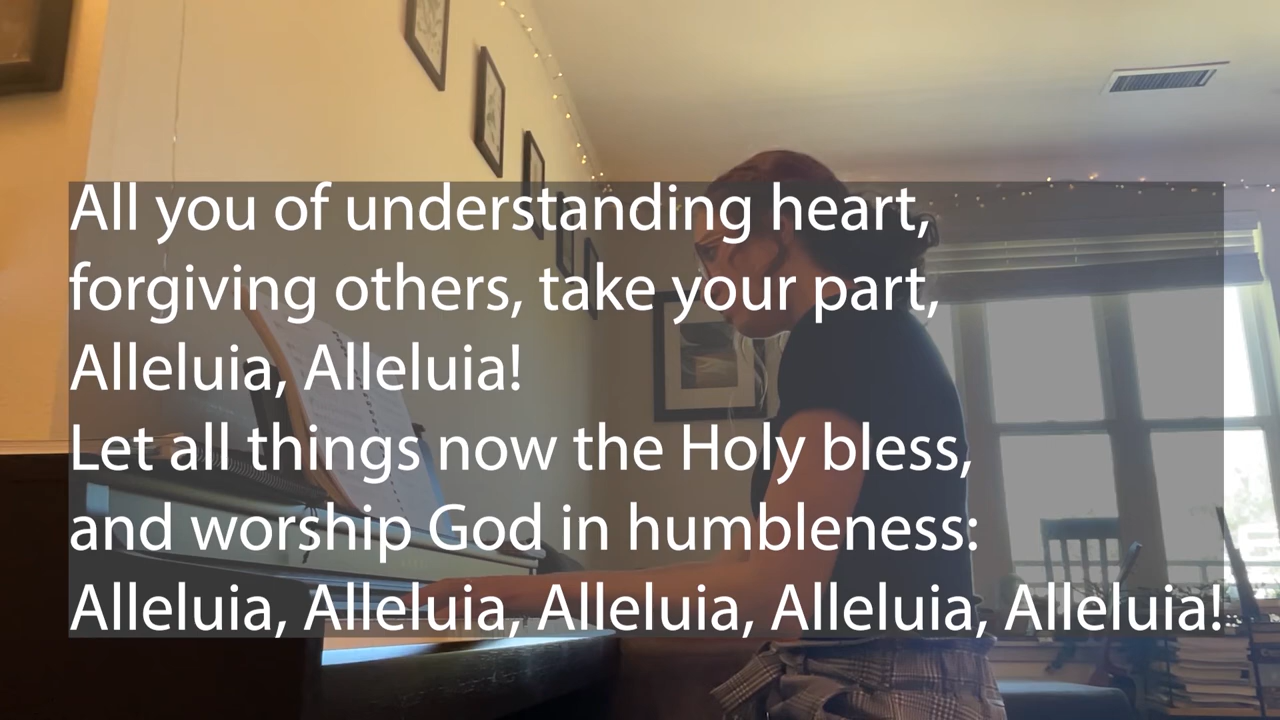 All you of understanding heart,
forgiving others, take your part,
Alleluia, Alleluia!
Let all things now the Holy bless,
and worship God in humbleness:
Alleluia, Alleluia, Alleluia, Alleluia, Alleluia!